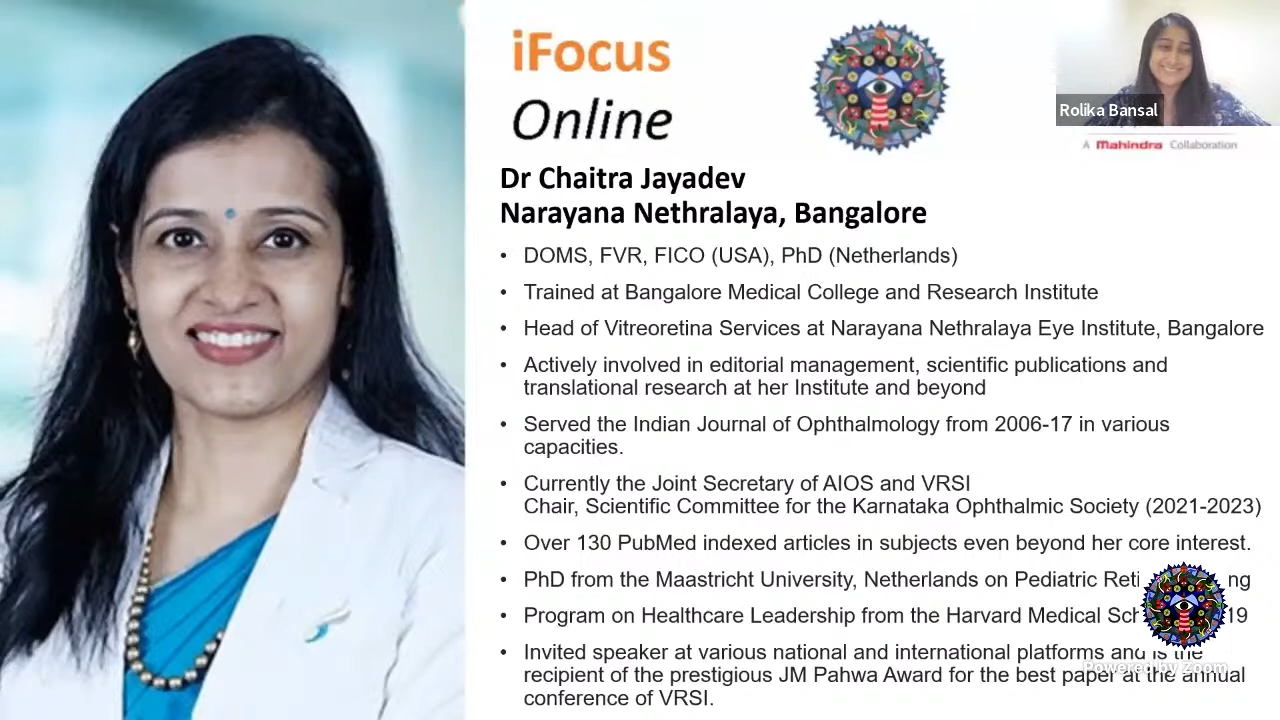 iFocus
Online
Rolika Bansal
A Mahindra Collaboration
Dr Chaitra Jayadev
Narayana Nethralaya, Bangalore
• DOMS, FVR, FICO (USA), PhD (Netherlands)
• Trained at Bangalore Medical College and Research Institute
• Head of Vitreoretina Services at Narayana Nethralaya Eye Institute, Bangalore
• Actively involved in editorial management, scientific publications and
translational research at her Institute and beyond
• Served the Indian Journal of Ophthalmology from 2006-17 in various
capacities.
• Currently the Joint Secretary of AIOS and VRSI
Chair, Scientific Committee for the Karnataka Ophthalmic Society (2021-2023)
• Over 130 PubMed indexed articles in subjects even beyond her core interest.
• PhD from the Maastricht University, Netherlands on Pediatric
• Program on Healthcare Leadership from the Harvard Medical
• Invited speaker at various national and international platforms and is the
recipient of the prestigious JM Pahwa Award for the best paper at the annual
conference of VRSI.
Powered by Zoom